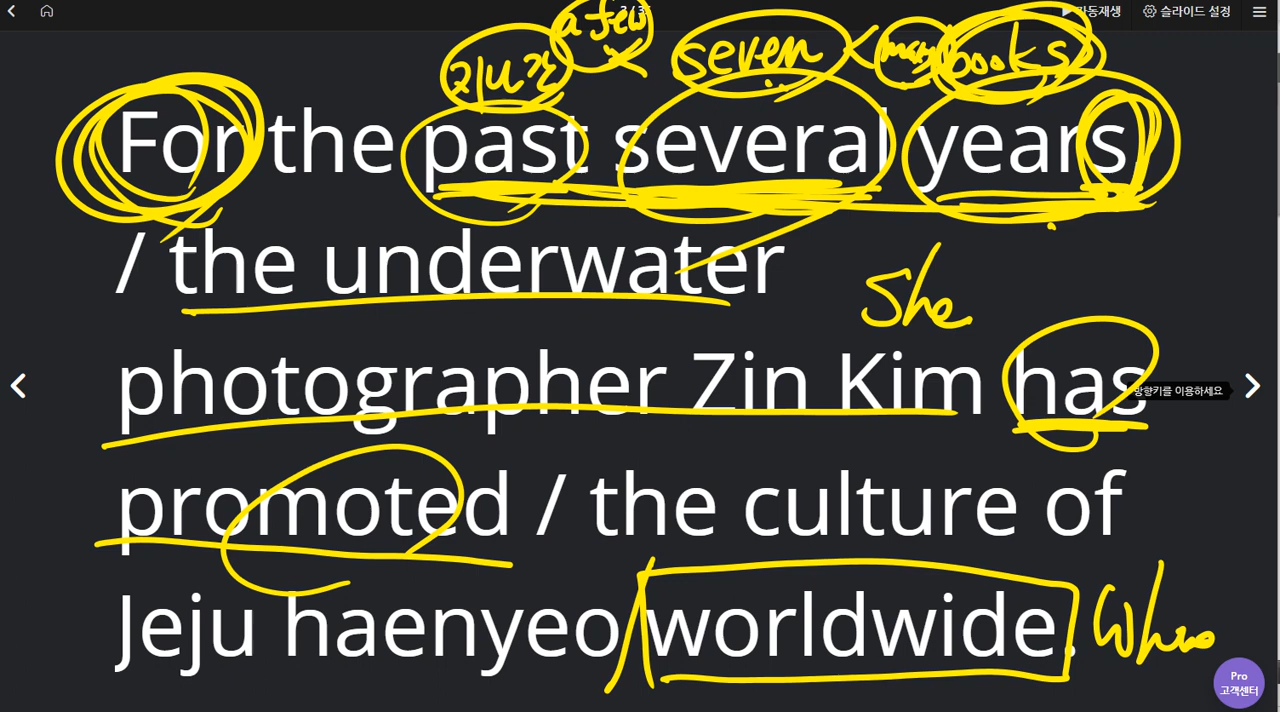 자동재생 슬라이드 설정
a few
지난 seven < many books
For the past several years
/ the underwater
She
photographer Zin Kim has
방향키를 이용하세요
promoted / the culture of
Jeju haenyeo / worldwide.
Pro
고객센터